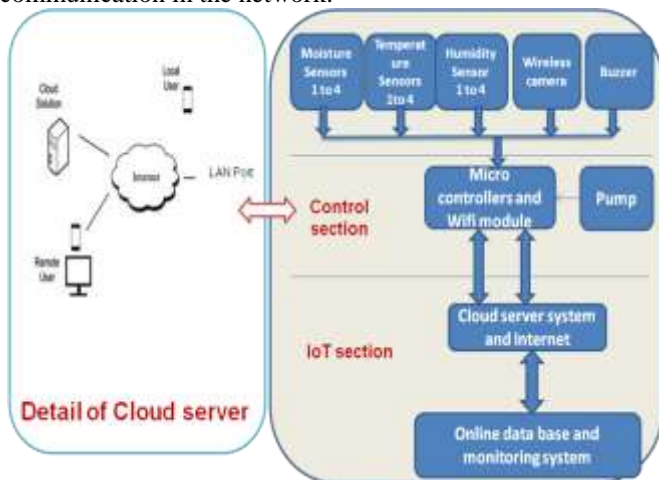 communication in the network.
Cloud
Solution
Local
User
Internet
LAN Port
Remote
User
Detail of Cloud server
Moisture
Sensors
1 to 4
Temperat
ure
Sensors
1to 4
Humidity
Sensor
1 to 4
Wireless
camera
Buzzer
Control
section
Micro
controllers and
Wifi module
Pump
IoT section
Cloud server system
and Internet
Online data base and
monitoring system